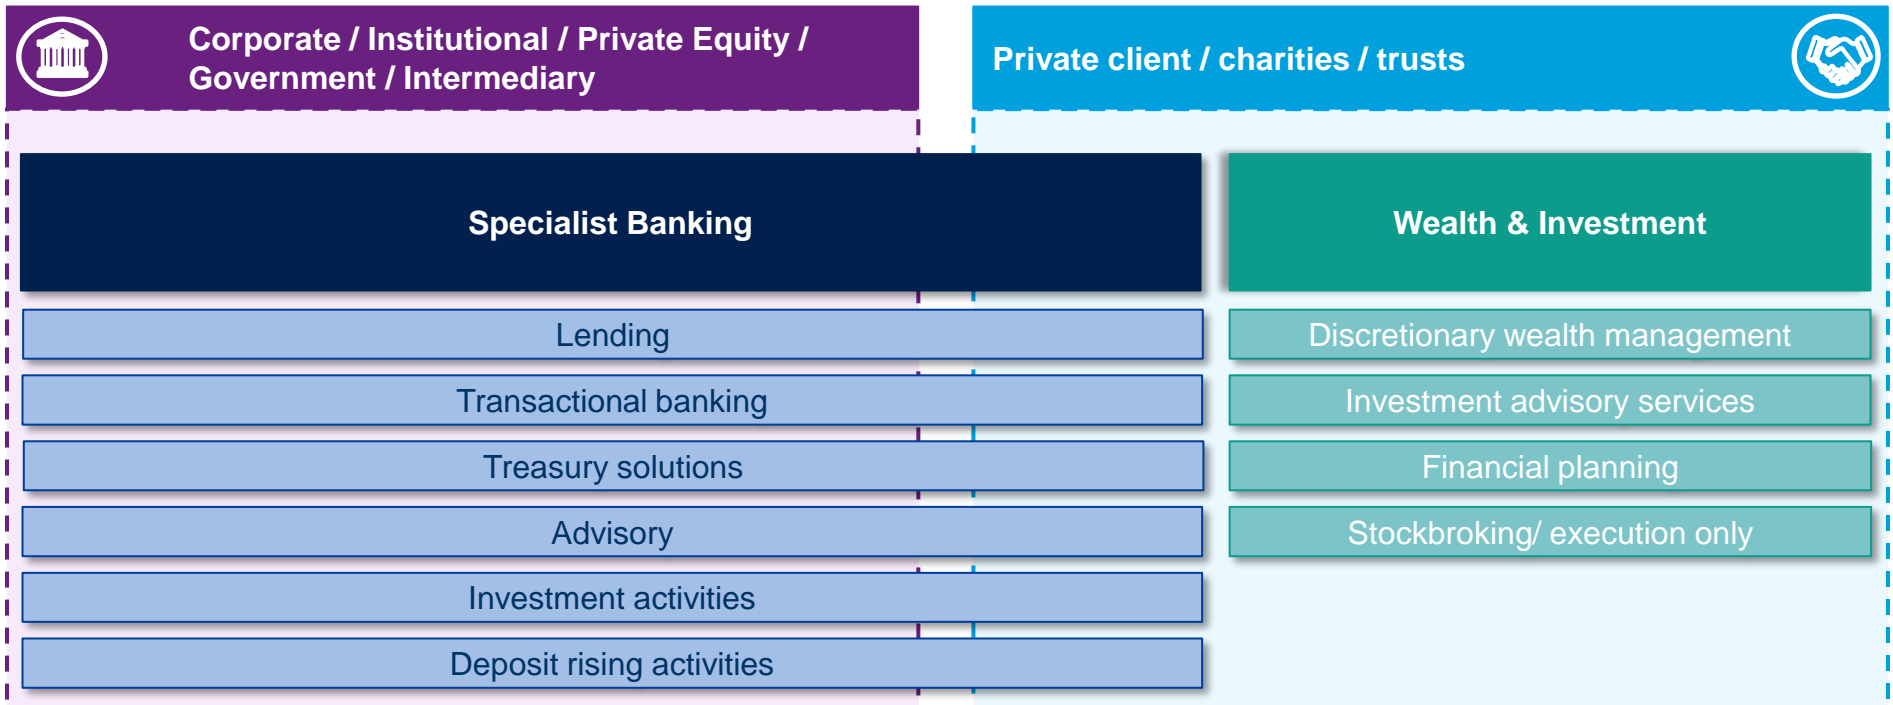 Corporate / Institutional / Private Equity /
Government / Intermediary
Private client / charities / trusts
Specialist Banking
Lending
Transactional banking
Treasury solutions
Advisory
Investment activities
Deposit rising activities
Wealth & Investment
Discretionary wealth management
Investment advisory services
Financial planning
Stockbroking/ execution only